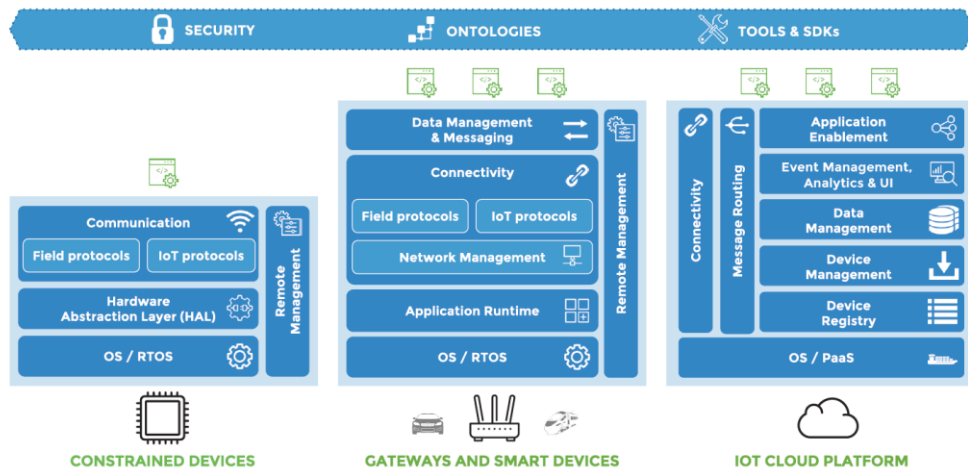 SECURITY
ONTOLOGIES
TOOLS & SDKs
Communication
Field protocols
IoT protocols
Hardware
Abstraction Layer (HAL)
OS / RTOS
Remote
Management
CONSTRAINED DEVICES
Data Management
& Messaging
Connectivity
Field protocols
IoT protocols
Network Management
Application Runtime
OS / RTOS
Remote Management
GATEWAYS AND SMART DEVICES
Connectivity
Message Routing
Application
Enablement
Event Management,
Analytics & UI
Data
Management
Device
Management
Device
Registry
OS / PaaS
IOT CLOUD PLATFORM